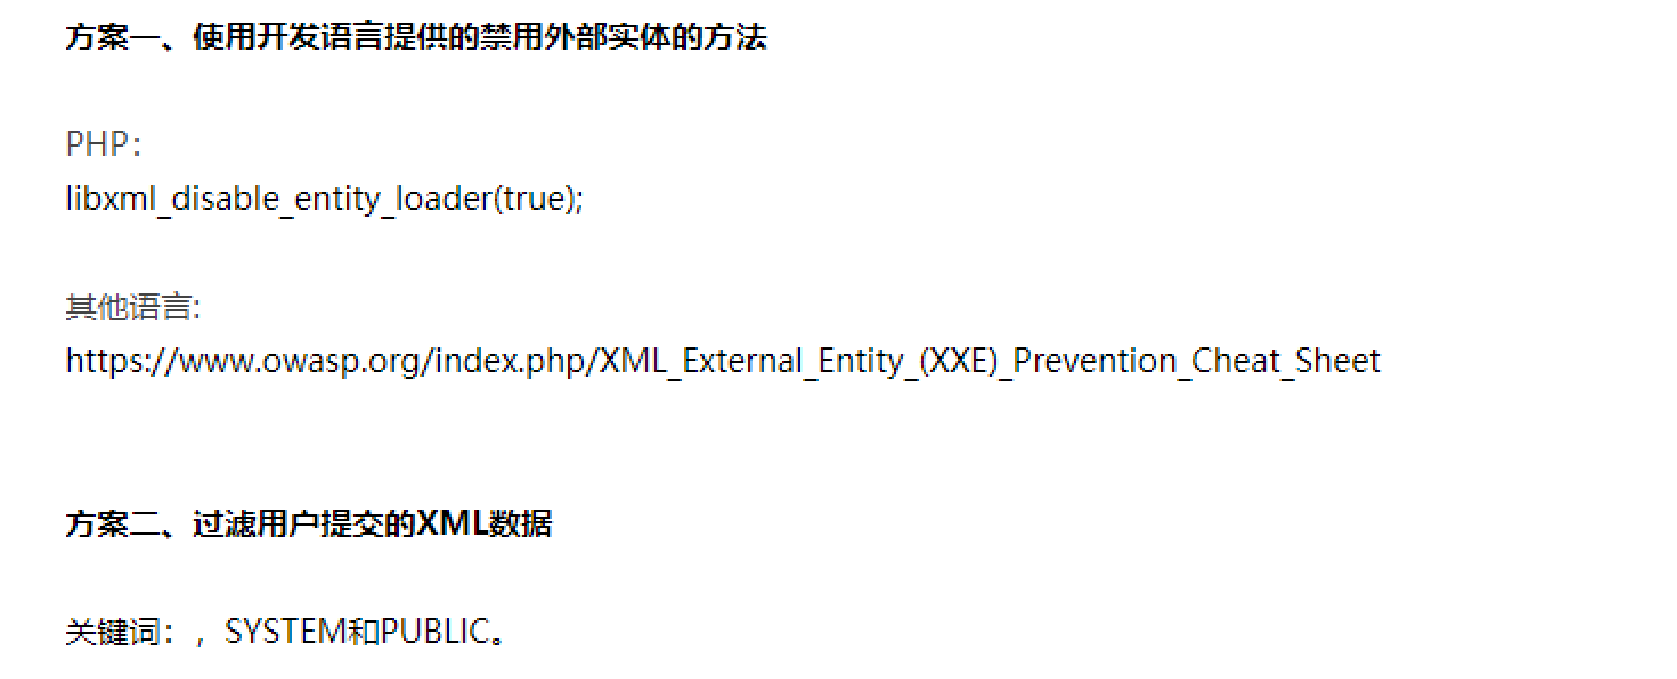 方案一、使用开发语言提供的禁用外部实体的方法
PHP：
libxml_disable_entity_loader(true);
其他语言:
https://www.owasp.org/index.php/XML_External_Entity_(XXE)_Prevention_Cheat_Sheet
方案二、过滤用户提交的XML数据
关键词：，SYSTEM和PUBLIC。